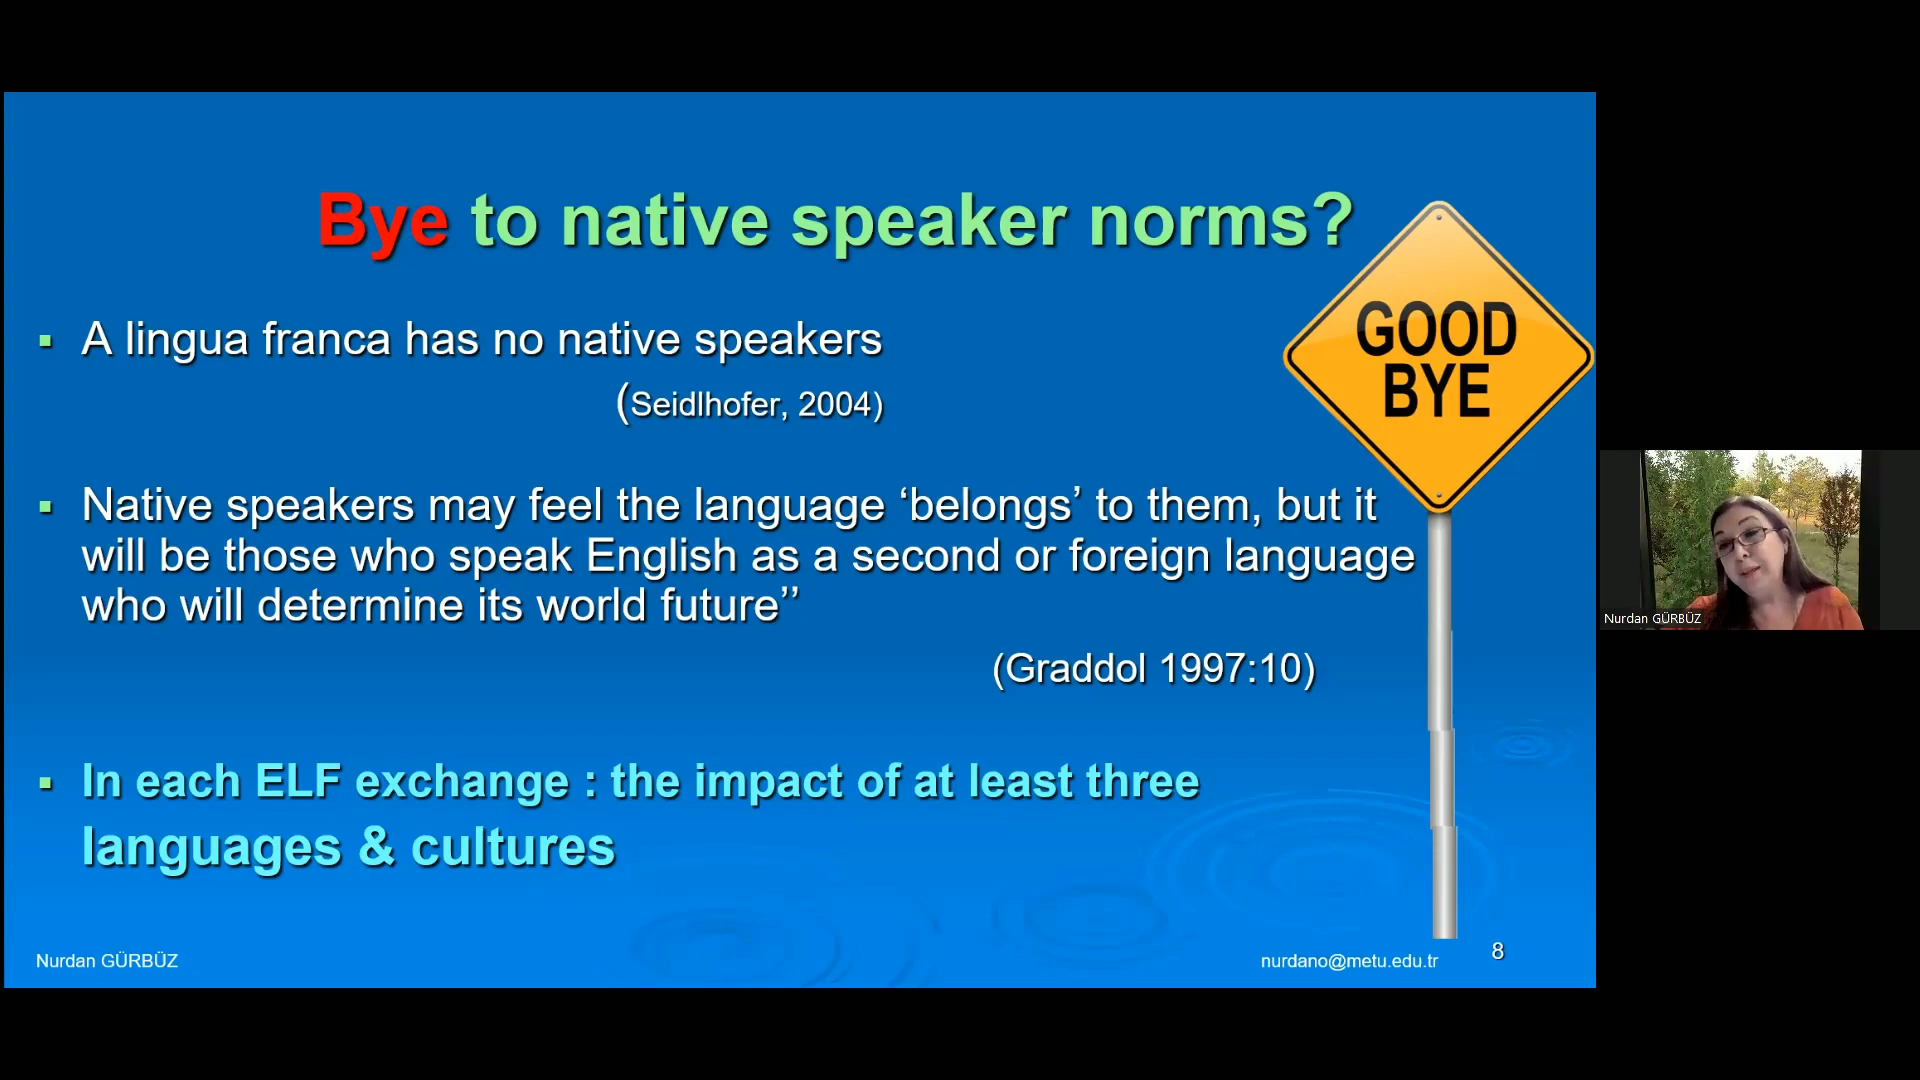 Bye to native speaker norms?
GOOD
BYE
▪ A lingua franca has no native speakers
(Seidlhofer, 2004)
▪ Native speakers may feel the language ‘belongs’ to them, but it
will be those who speak English as a second or foreign language
who will determine its world future’’
(Graddol 1997:10)
▪ In each ELF exchange : the impact of at least three
languages & cultures
Nurdan GÜRBÜZ
nurdano@metu.edu.tr
8
Nurdan GÜRBÜZ